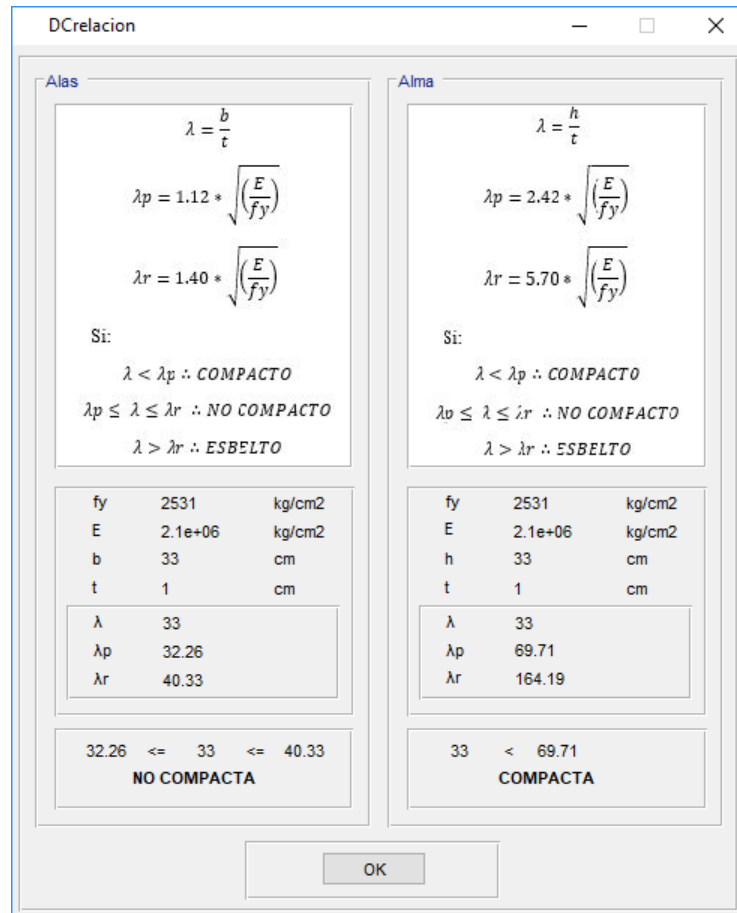 DCrelacion
Alas
λ = b/t
λp = 1.12 * √(E/fy)
λr = 1.40 * √(E/fy)
Si:
λ < λp ∴ COMPACTO
λp ≤ λ ≤ λr ∴ NO COMPACTO
λ > λr ∴ ESBELTO
fy 2531 kg/cm2
E 2.1e+06 kg/cm2
b 33 cm
t 1 cm
λ 33
λp 32.26
λr 40.33
32.26 <= 33 <= 40.33
NO COMPACTA
Alma
λ = h/t
λp = 2.42 * √(E/fy)
λr = 5.70 * √(E/fy)
Si:
λ < λp ∴ COMPACTO
λp ≤ λ ≤ λr ∴ NO COMPACTO
λ > λr ∴ ESBELTO
fy 2531 kg/cm2
E 2.1e+06 kg/cm2
h 33 cm
t 1 cm
λ 33
λp 69.71
λr 164.19
33 < 69.71
COMPACTA
OK